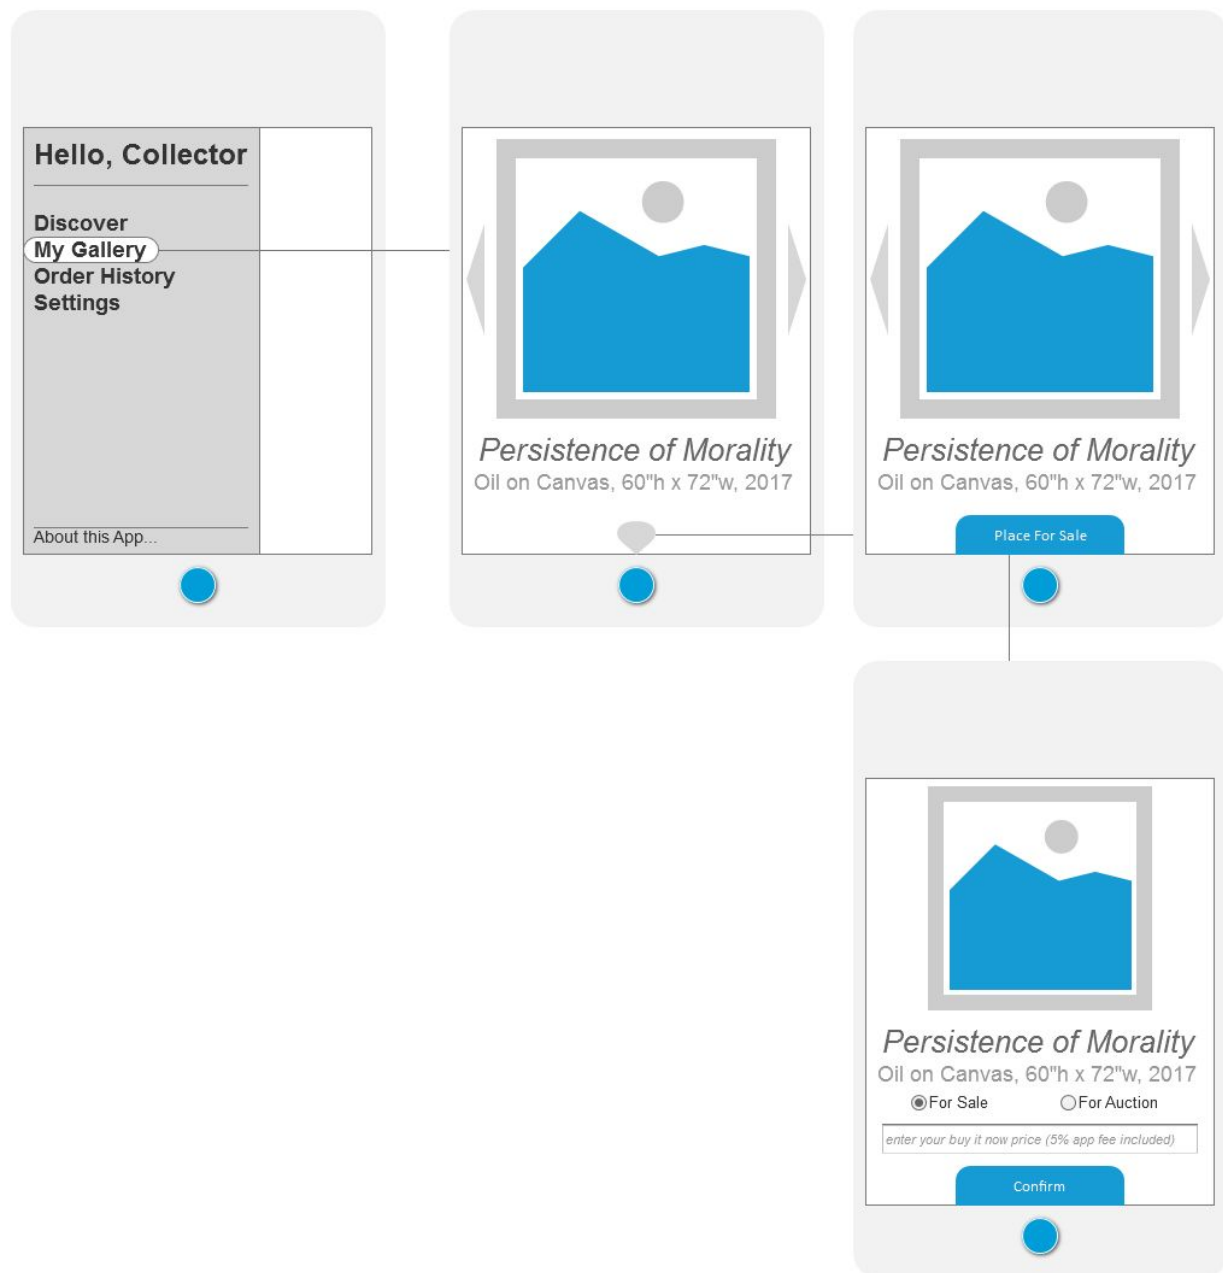 Hello, Collector
Discover
My Gallery
Order History
Settings
About this App...
Persistence of Morality
Oil on Canvas, 60"h x 72"w, 2017
Persistence of Morality
Oil on Canvas, 60"h x 72"w, 2017
Place For Sale
Persistence of Morality
Oil on Canvas, 60"h x 72"w, 2017
For Sale
For Auction
enter your buy it now price (5% app fee included)
Confirm